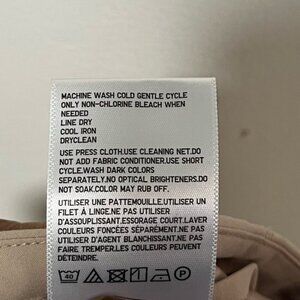 MACHINE WASH COLD GENTLE CYCLE
ONLY NON-CHLORINE BLEACH WHEN
NEEDED
LINE DRY
COOL IRON
DRYCLEAN
USE PRESS CLOTH.USE CLEANING NET.DO
NOT ADD FABRIC CONDITIONER.USE SHORT
CYCLE.WASH DARK COLORS
SEPARATELY.NO OPTICAL BRIGHTENERS.DO
NOT SOAK.COLOR MAY RUB OFF.
UTILISER UNE PATTEMOUILLE.UTILISER UN
FILET À LINGE.NE PAS UTILISER
D'ASSOUPLISSANT.ESSORAGE COURT.LAVER
COULEURS FONCÉES SÉPARÉMENT.NE PAS
UTILISER D'AGENT BLANCHISSANT.NE PAS
FAIRE TREMPER.LES COULEURS PEUVENT
DÉTEINDRE.
40
P